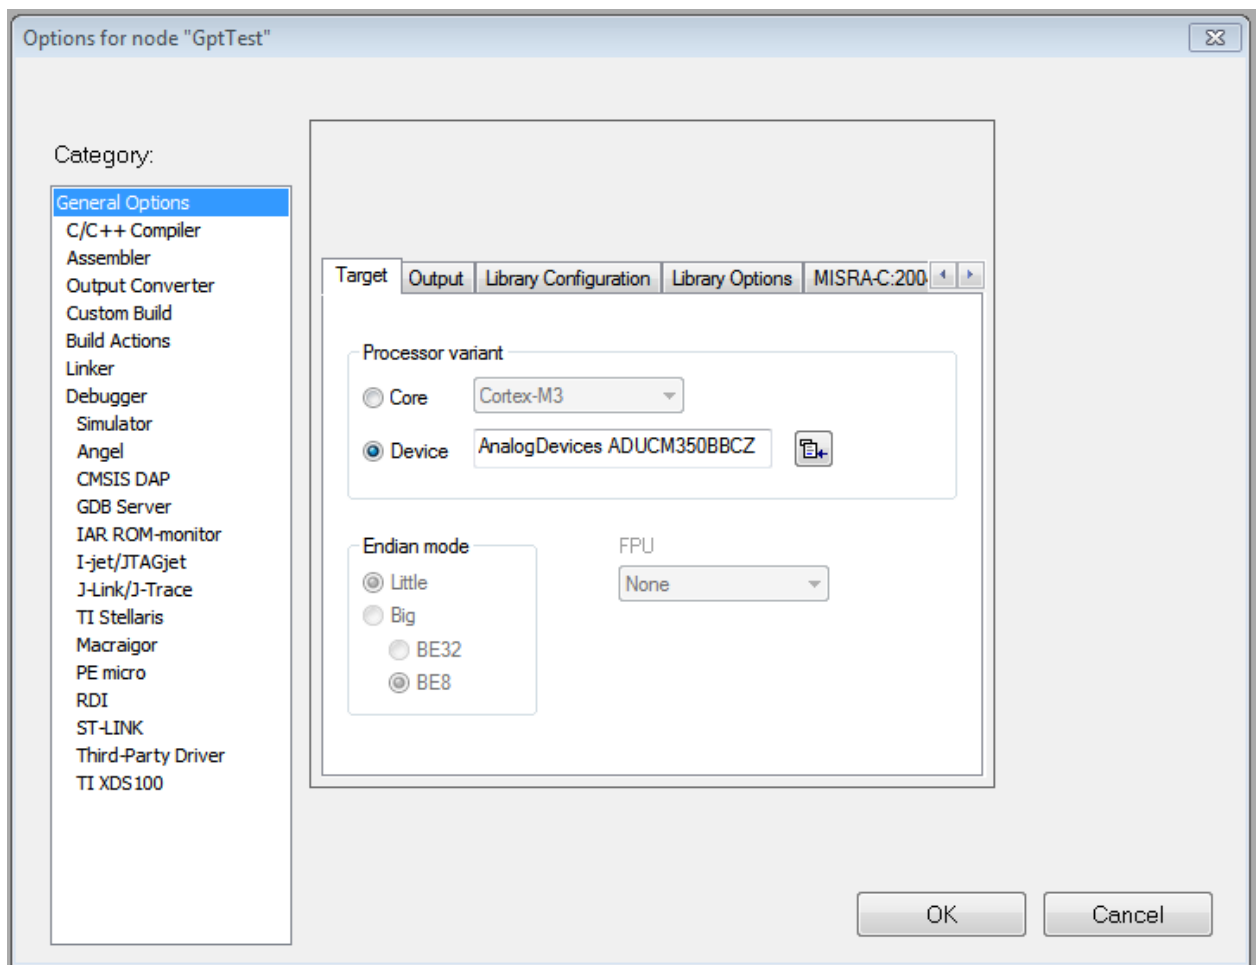 Options for node "GptTest"
Category:
General Options
C/C++ Compiler
Assembler
Output Converter
Custom Build
Build Actions
Linker
Debugger
Simulator
Angel
CMSIS DAP
GDB Server
IAR ROM-monitor
I-jet/JTAGjet
J-Link/J-Trace
TI Stellaris
Macraigor
PE micro
RDI
ST-LINK
Third-Party Driver
TI XDS100
Target Output Library Configuration Library Options MISRA-C:200
Processor variant
Core Cortex-M3
Device AnalogDevices ADUCM350BBCZ
Endian mode FPU
Little None
Big
BE32
BE8
OK Cancel